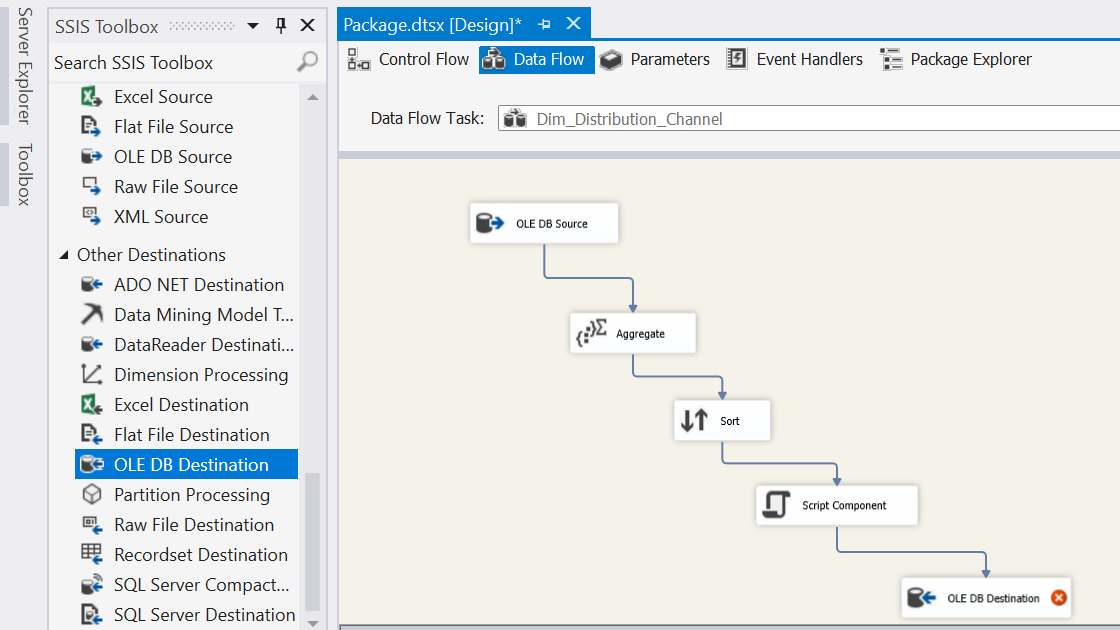 Server Explorer
Toolbox
SSIS Toolbox
Search SSIS Toolbox
Excel Source
Flat File Source
OLE DB Source
Raw File Source
XML Source
Other Destinations
ADO NET Destination
Data Mining Model T...
DataReader Destinati...
Dimension Processing
Excel Destination
Flat File Destination
OLE DB Destination
Partition Processing
Raw File Destination
Recordset Destination
SQL Server Compact...
SQL Server Destination
Package.dtsx [Design]*
Control Flow
Data Flow
Parameters
Event Handlers
Package Explorer
Data Flow Task:
Dim_Distribution_Channel
OLE DB Source
Aggregate
Sort
Script Component
OLE DB Destination